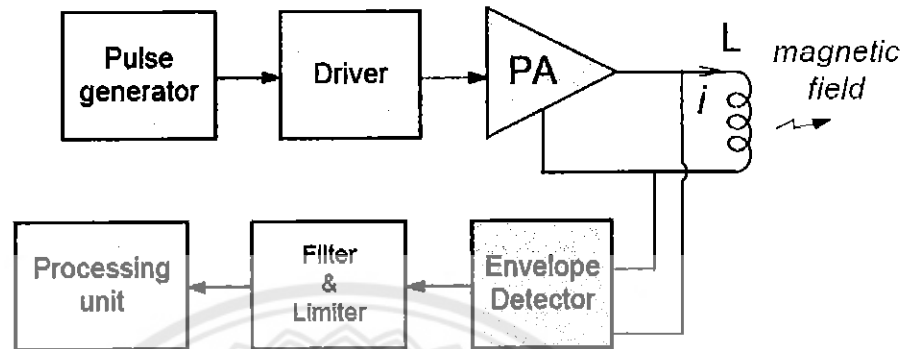 Pulse
generator
Driver
PA
L
i
magnetic
field
Processing
unit
Filter
&
Limiter
Envelope
Detector